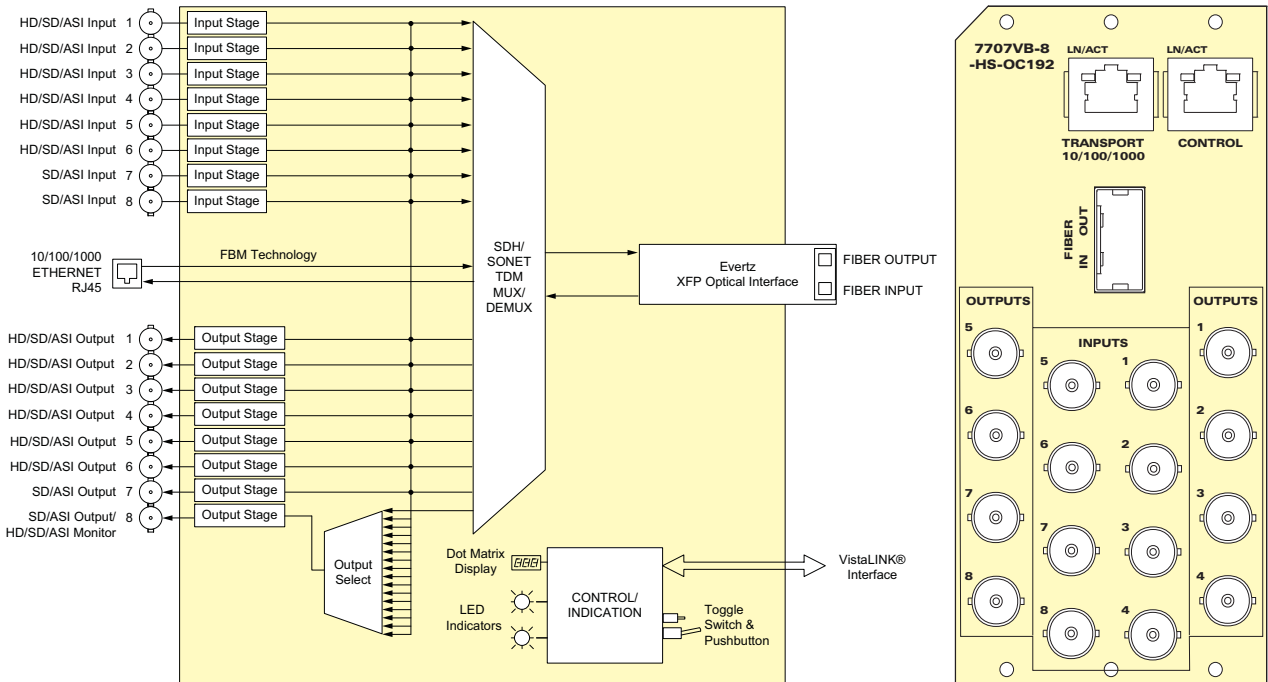 HD/SD/ASI Input 1 Input Stage
HD/SD/ASI Input 2 Input Stage
HD/SD/ASI Input 3 Input Stage
HD/SD/ASI Input 4 Input Stage
HD/SD/ASI Input 5 Input Stage
HD/SD/ASI Input 6 Input Stage
SD/ASI Input 7 Input Stage
SD/ASI Input 8 Input Stage
10/100/1000
ETHERNET
RJ45
FBM Technology
SDH/
SONET
TDM
MUX/
DEMUX
Evertz
XFP Optical Interface
FIBER OUTPUT
FIBER INPUT
HD/SD/ASI Output 1 Output Stage
HD/SD/ASI Output 2 Output Stage
HD/SD/ASI Output 3 Output Stage
HD/SD/ASI Output 4 Output Stage
HD/SD/ASI Output 5 Output Stage
HD/SD/ASI Output 6 Output Stage
SD/ASI Output 7 Output Stage
SD/ASI Output/ 8 Output Stage
HD/SD/ASI Monitor
Output
Select
Dot Matrix
Display
LED
Indicators
CONTROL/
INDICATION
VistaLINK®
Interface
Toggle
Switch &
Pushbutton
7707VB-8
-HS-OC192
LN/ACT
LN/ACT
TRANSPORT
10/100/1000
CONTROL
FIBER
IN OUT
OUTPUTS
5
6
7
8
INPUTS
5 1
6 2
7 3
8 4
OUTPUTS
1
2
3
4